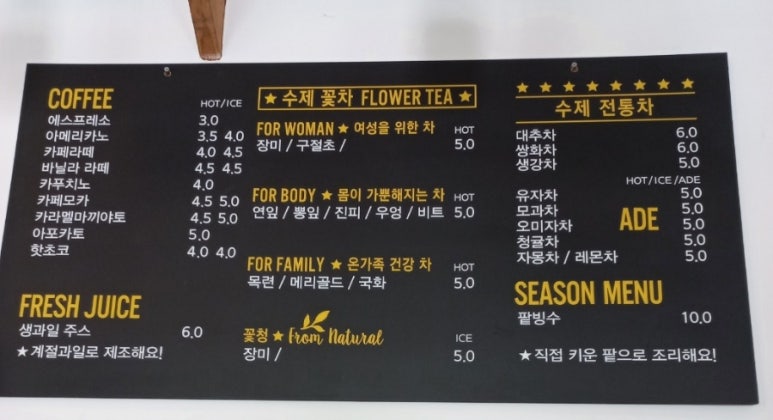 COFFEE
HOT/ICE
에스프레소 3.0
아메리카노 3.5 4.0
카페라떼 4.0 4.5
바닐라 라떼 4.5 4.5
카푸치노 4.0
카페모카 4.5 5.0
카라멜마끼야토 4.5 5.0
아포카토 5.0
핫초코 4.0 4.0
FRESH JUICE
생과일 주스 6.0
★계절과일로 제조해요!
★ 수제 꽃차 FLOWER TEA ★
FOR WOMAN ★ 여성을 위한 차 HOT
장미 / 구절초 / 5.0
FOR BODY ★ 몸이 가뿐해지는 차 HOT
연잎 / 뽕잎 / 진피 / 우엉 / 비트 5.0
FOR FAMILY ★ 온가족 건강 차 HOT
목련 / 메리골드 / 국화 5.0
꽃청 ★ From Natural ICE
장미 / 5.0
★ ★ ★ ★ ★ ★ ★ ★
수제 전통차
대추차 6.0
쌍화차 6.0
생강차 5.0
HOT/ICE/ADE
유자차 5.0
모과차 5.0
오미자차 5.0
ADE
청귤차 5.0
자몽차 / 레몬차 5.0
SEASON MENU
팥빙수 10.0
★직접 키운 팥으로 조리해요!